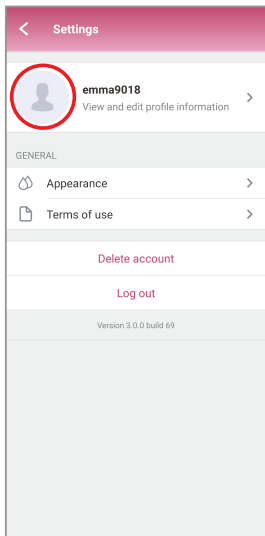 Settings
emma9018
View and edit profile information
GENERAL
Appearance
Terms of use
Delete account
Log out
Version 3.0.0 build 69